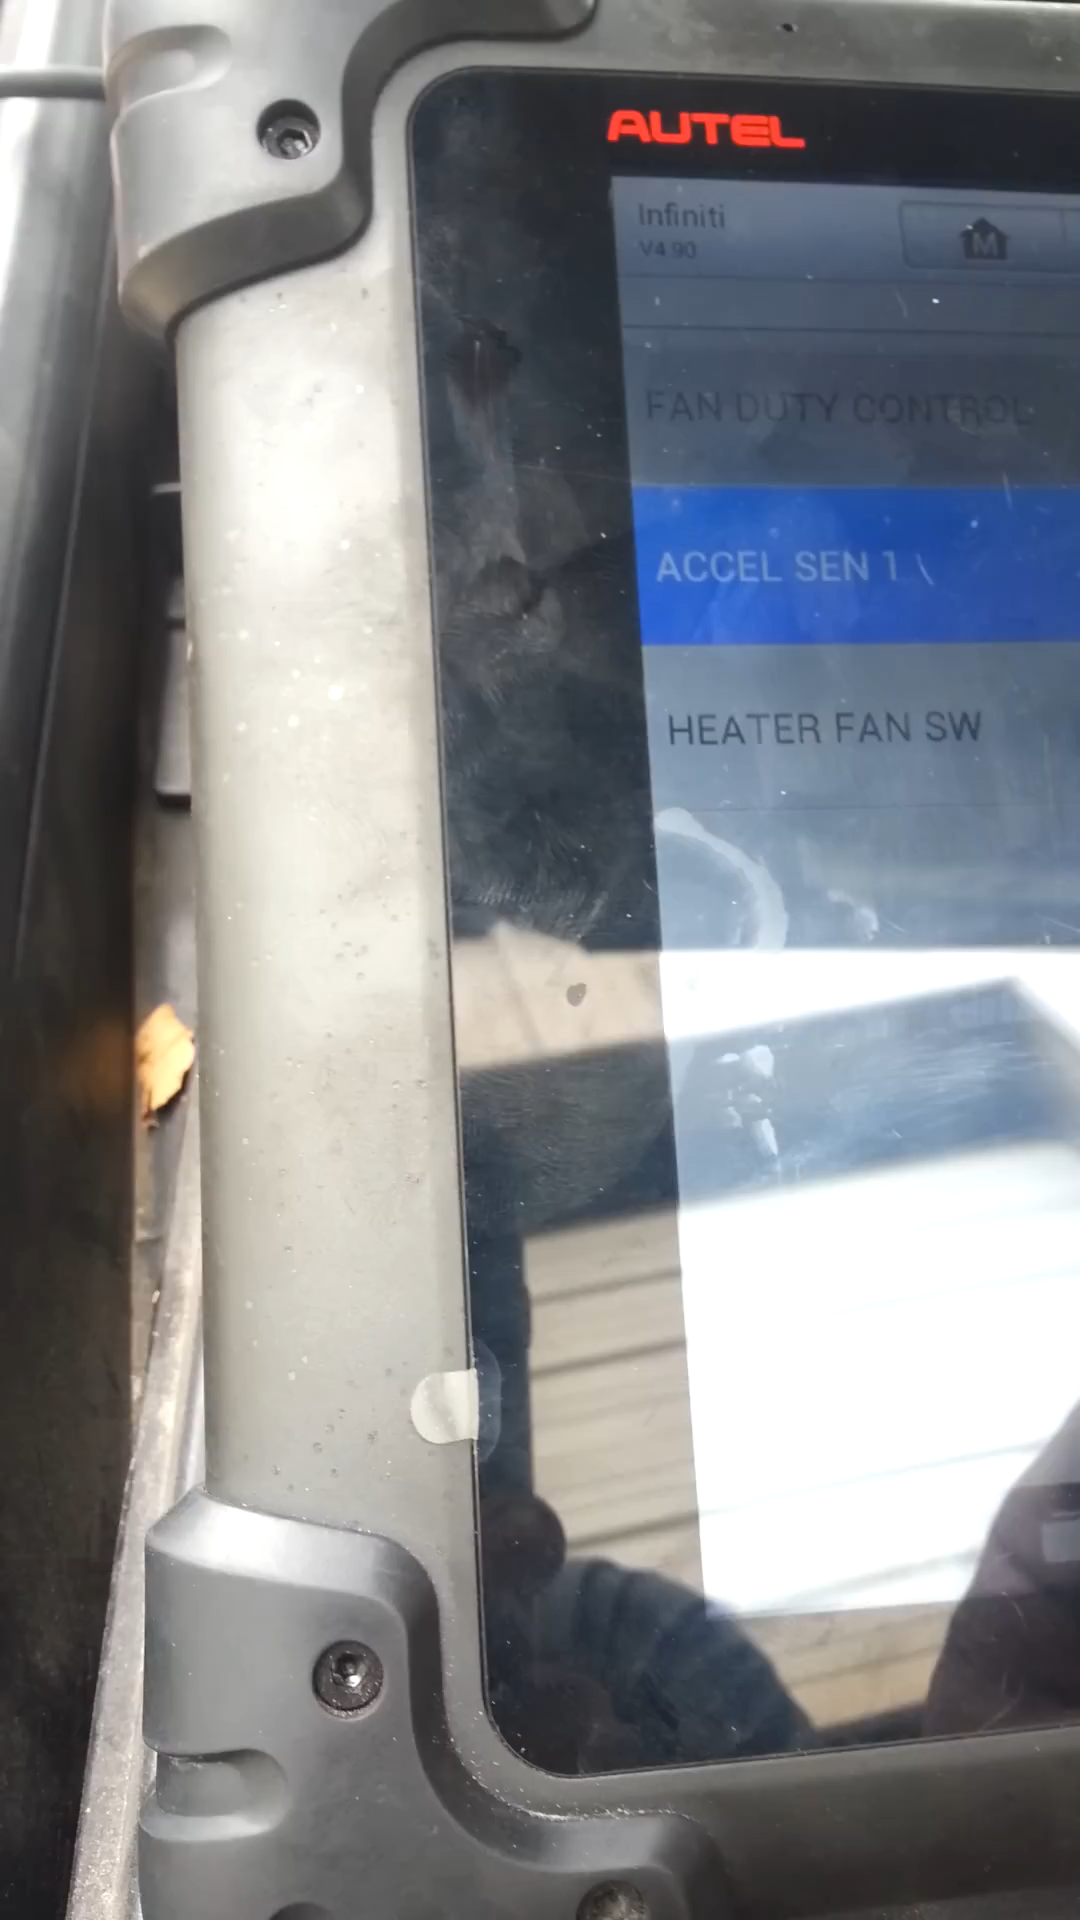 AUTEL
Infiniti
V4.90
M
FAN DUTY CONTROL
ACCEL SEN 1
HEATER FAN SW